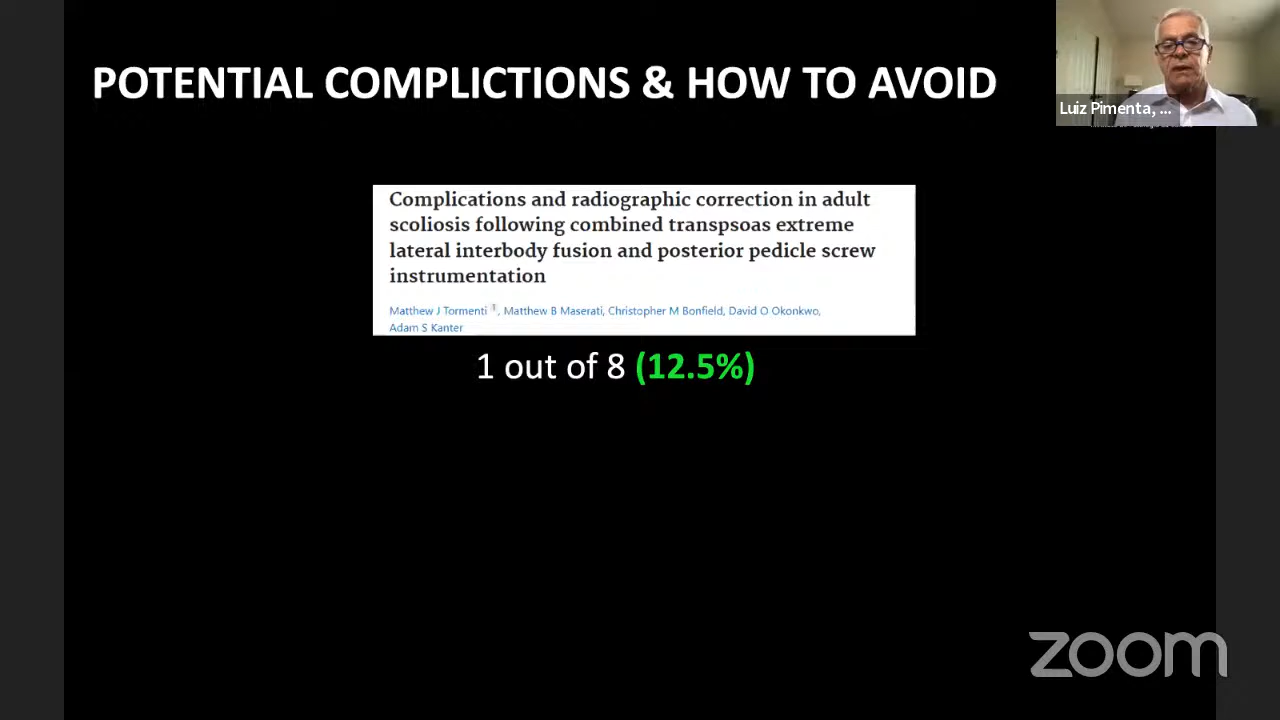 POTENTIAL COMPLICTIONS & HOW TO AVOID
Luiz Pimenta, ...
Complications and radiographic correction in adult
scoliosis following combined transpsoas extreme
lateral interbody fusion and posterior pedicle screw
instrumentation
Matthew J Tormenti 1, Matthew B Maserati, Christopher M Bonfield, David O Okonkwo,
Adam S Kanter
1 out of 8 (12.5%)
zoom